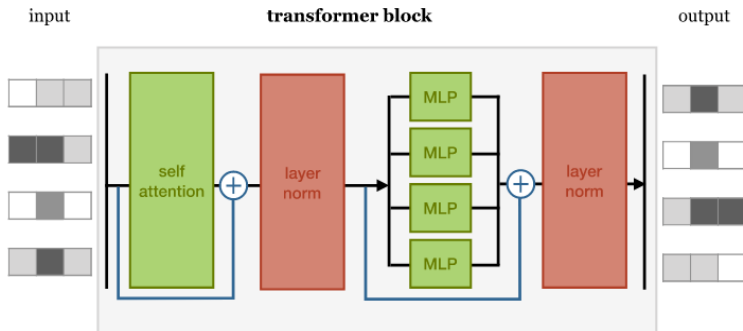 input
transformer block
output
self
attention
layer
norm
MLP
MLP
MLP
MLP
layer
norm